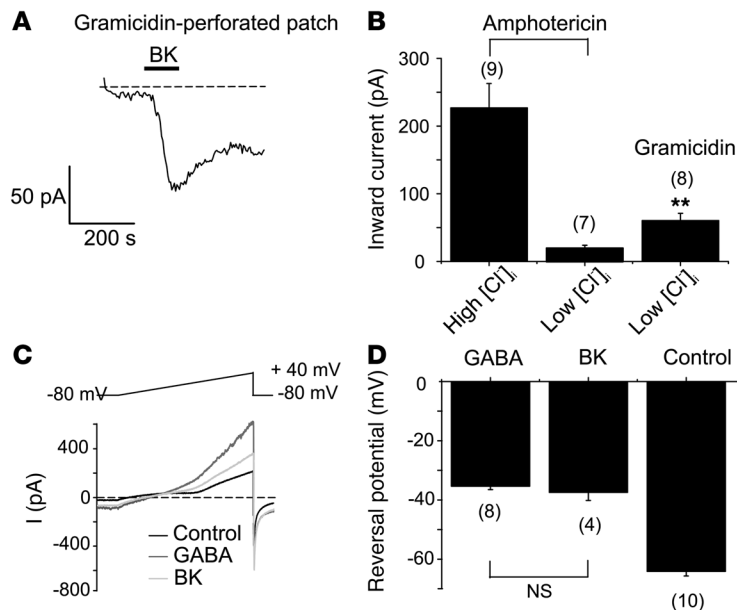 A
Gramicidin-perforated patch
BK
50 pA
200 s
B
Amphotericin
Inward current (pA)
300
200
100
0
(9)
(7)
Gramicidin
(8)
**
High [Cl-]i
Low [Cl-]i
Low [Cl-]i
C
-80 mV
+ 40 mV
-80 mV
I (pA)
400
0
-400
-800
Control
GABA
BK
D
GABA
BK
Control
Reversal potential (mV)
0
-20
-40
-60
(8)
(4)
(10)
NS